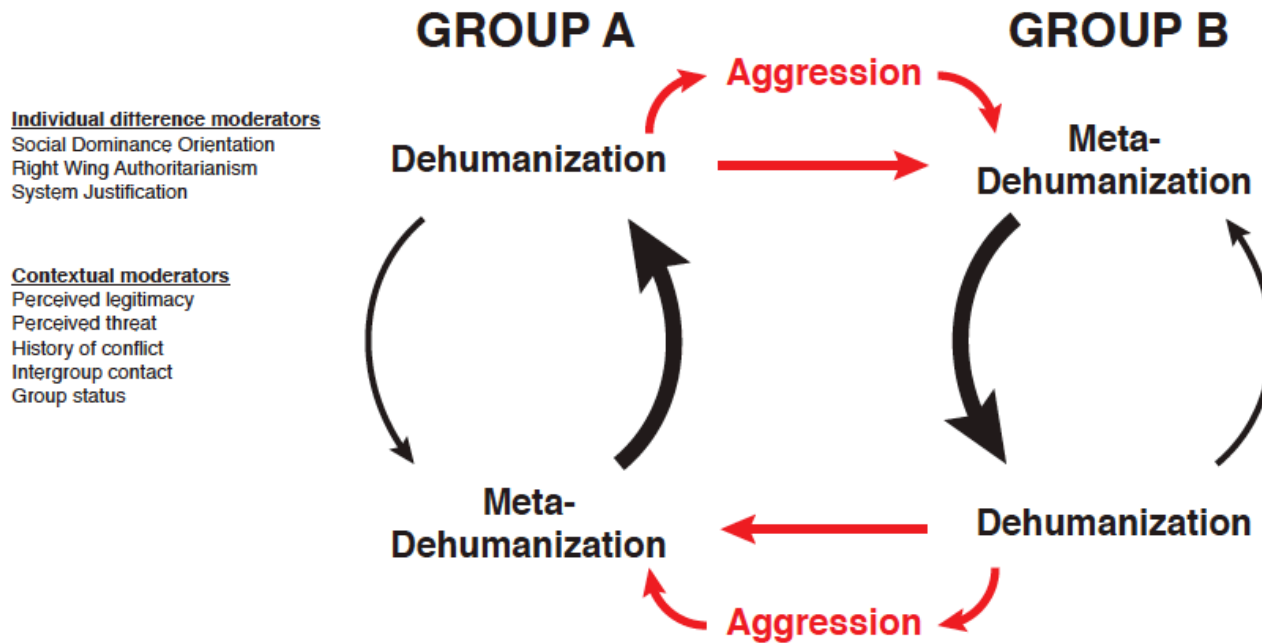 GROUP A
GROUP B
Aggression
Individual difference moderators
Social Dominance Orientation
Right Wing Authoritarianism
System Justification
Dehumanization
Meta-
Dehumanization
Contextual moderators
Perceived legitimacy
Perceived threat
History of conflict
Intergroup contact
Group status
Meta-
Dehumanization
Dehumanization
Aggression